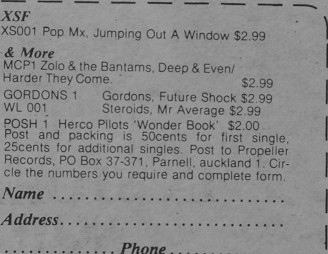 XSF
XS001 Pop Mx, Jumping Out A Window $2.99
& More
MCP1 Zolo & the Bantams, Deep & Even/
Harder They Come. $2.99
GORDONS 1 Gordons, Future Shock $2.99
WL 001 Steroids, Mr Average $2.99
POSH 1 Herco Pilots 'Wonder Book' $2.00
Post and packing is 50cents for first single,
25cents for additional singles. Post to Propeller
Records, PO Box 37-371, Parnell, auckland 1. Cir-
cle the numbers you require and complete form.
Name ..............................
Address............................
.............. Phone..............